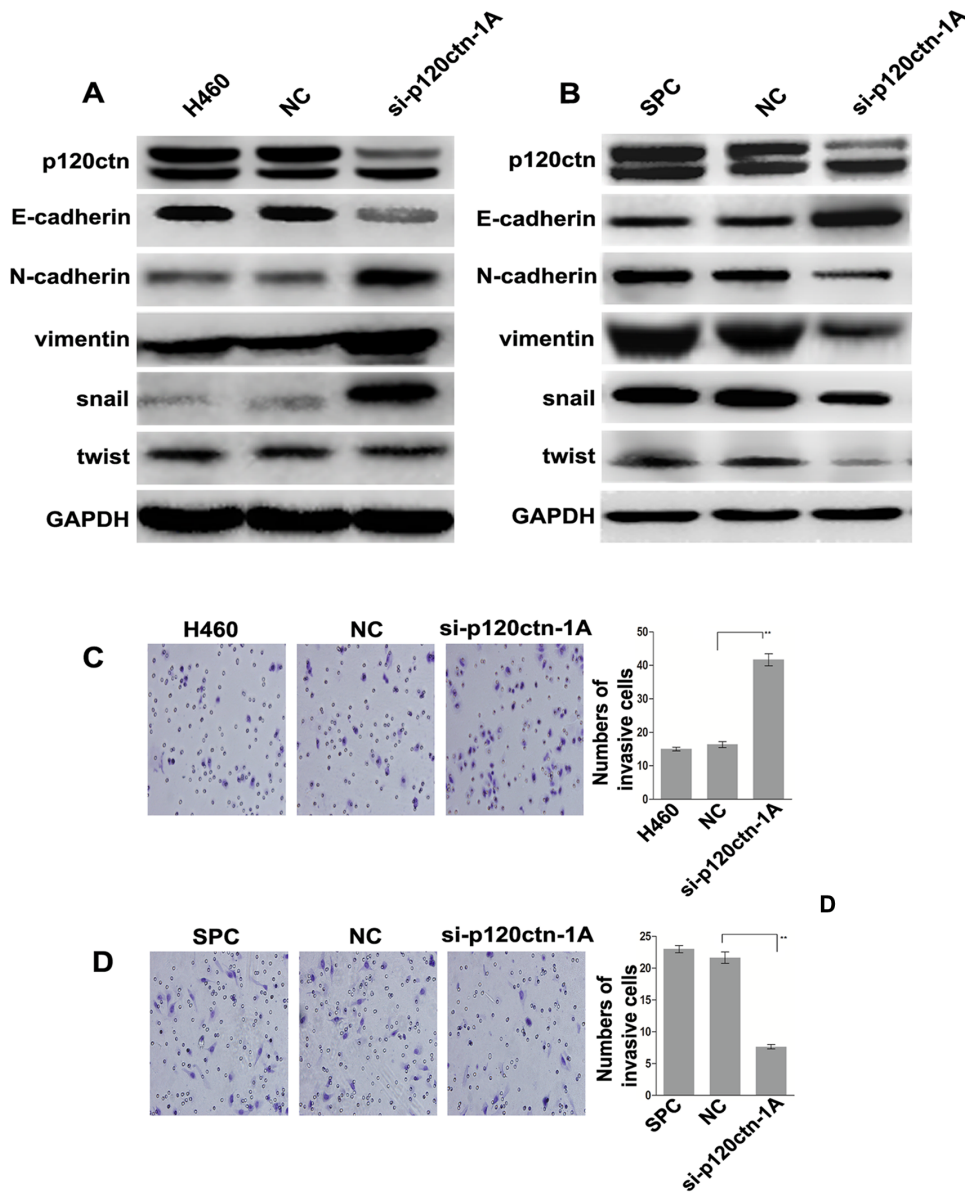 A
H460
NC
si-p120ctn-1A
p120ctn
E-cadherin
N-cadherin
vimentin
snail
twist
GAPDH
B
SPC
NC
si-p120ctn-1A
p120ctn
E-cadherin
N-cadherin
vimentin
snail
twist
GAPDH
C
H460
NC
si-p120ctn-1A
Numbers of
invasive cells
50
40
30
20
10
0
**
H460
NC
si-p120ctn-1A
D
D
SPC
NC
si-p120ctn-1A
Numbers of
invasive cells
25
20
15
10
5
0
**
SPC
NC
si-p120ctn-1A